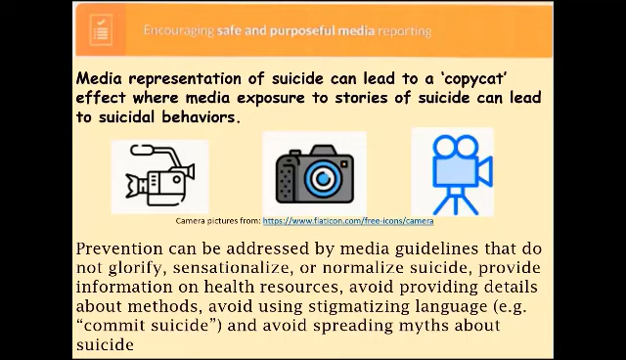 Encouraging safe and purposeful media reporting
Media representation of suicide can lead to a ‘copycat’
effect where media exposure to stories of suicide can lead
to suicidal behaviors.
Camera pictures from: https://www.flaticon.com/free-icons/camera
Prevention can be addressed by media guidelines that do
not glorify, sensationalize, or normalize suicide, provide
information on health resources, avoid providing details
about methods, avoid using stigmatizing language (e.g.
“commit suicide”) and avoid spreading myths about
suicide